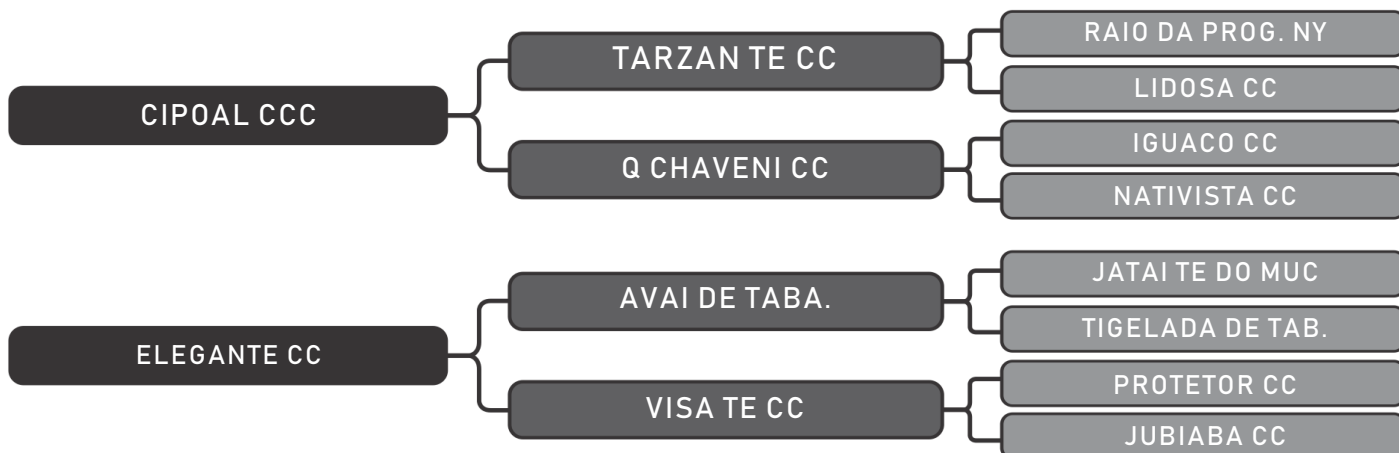 CIPOAL CCC
TARZAN TE CC
RAIO DA PROG. NY
LIDOSA CC
Q CHAVENI CC
IGUACO CC
NATIVISTA CC
ELEGANTE CC
AVAI DE TABA.
JATAI TE DO MUC
TIGELADA DE TAB.
VISA TE CC
PROTETOR CC
JUBIABA CC